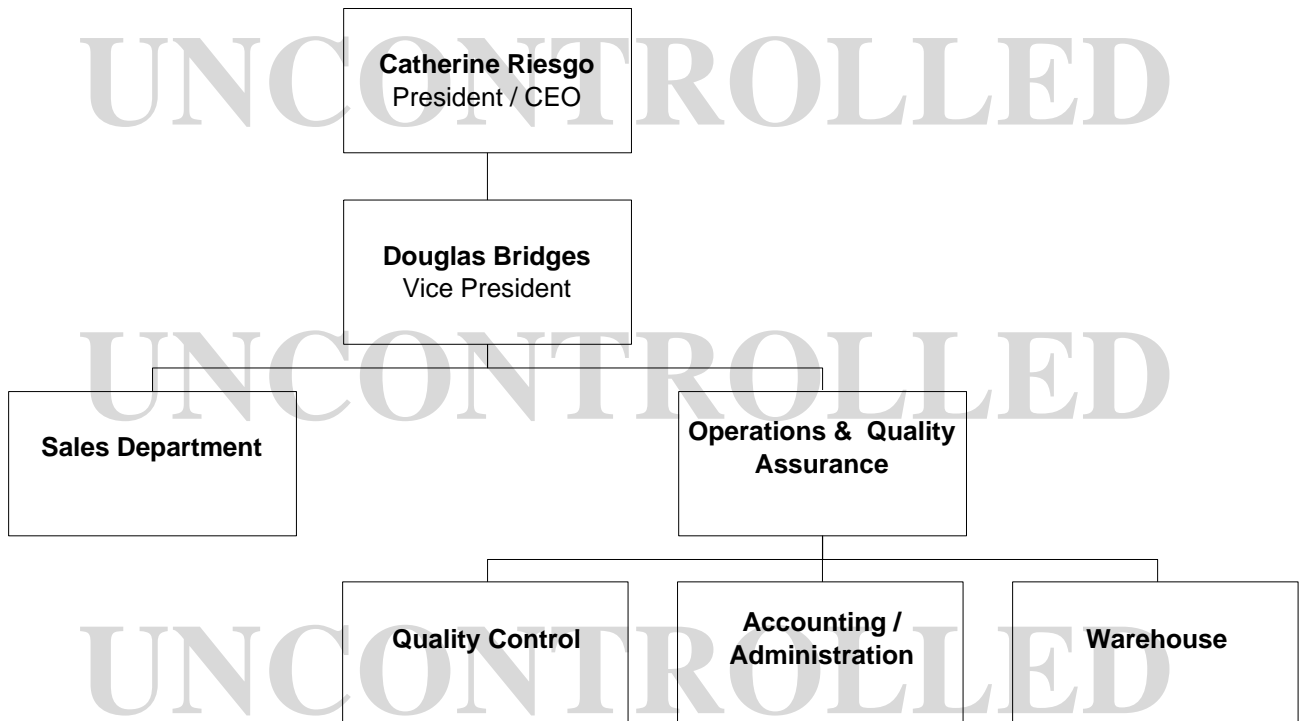 UNCONTROLLED
Catherine Riesgo
President / CEO
Douglas Bridges
Vice President
UNCONTROLLED
Sales Department
Operations & Quality
Assurance
UNCONTROLLED
Quality Control
Accounting /
Administration
Warehouse